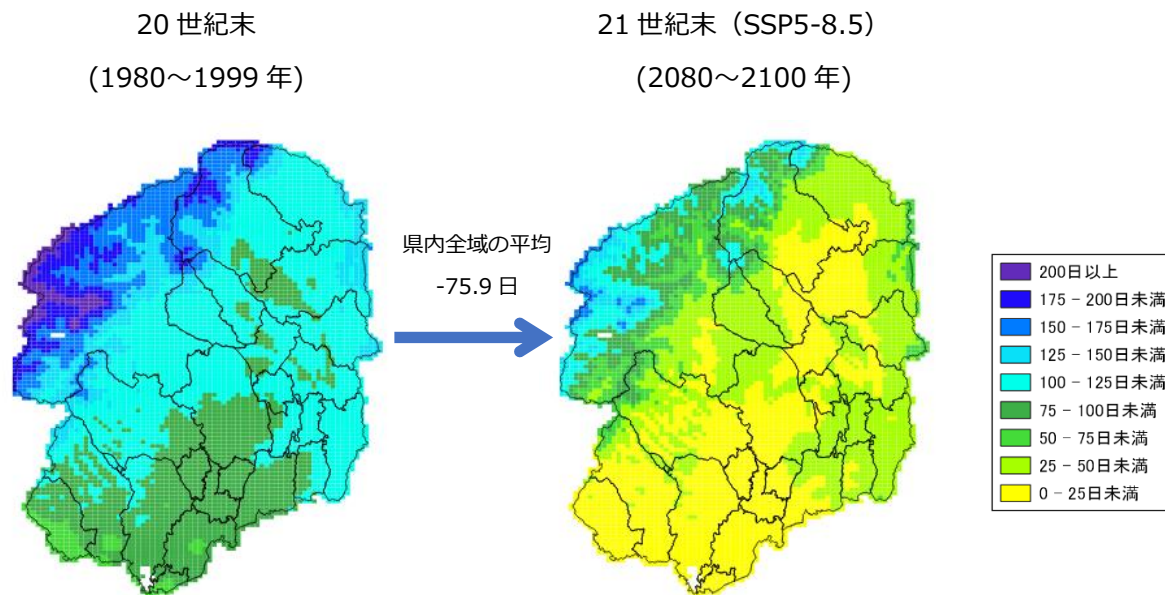 20 世紀末
(1980～1999 年)
21 世紀末（SSP5-8.5）
(2080～2100 年)
県内全域の平均
-75.9 日
200日以上
175 − 200日未満
150 − 175日未満
125 − 150日未満
100 − 125日未満
75 − 100日未満
50 − 75日未満
25 − 50日未満
0 − 25日未満